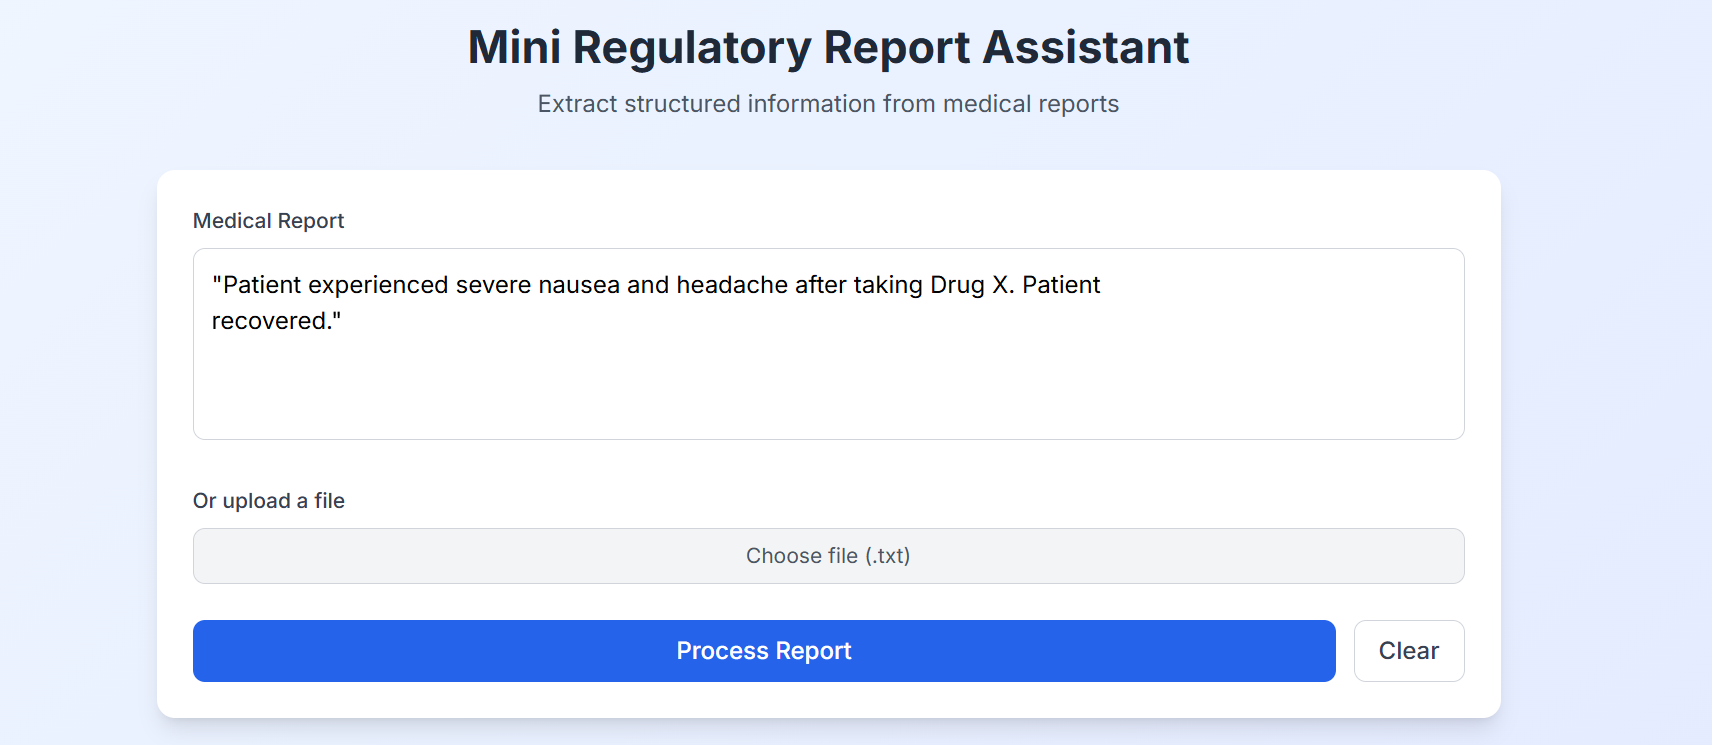 Mini Regulatory Report Assistant
Extract structured information from medical reports
Medical Report
"Patient experienced severe nausea and headache after taking Drug X. Patient
recovered."
Or upload a file
Choose file (.txt)
Process Report
Clear